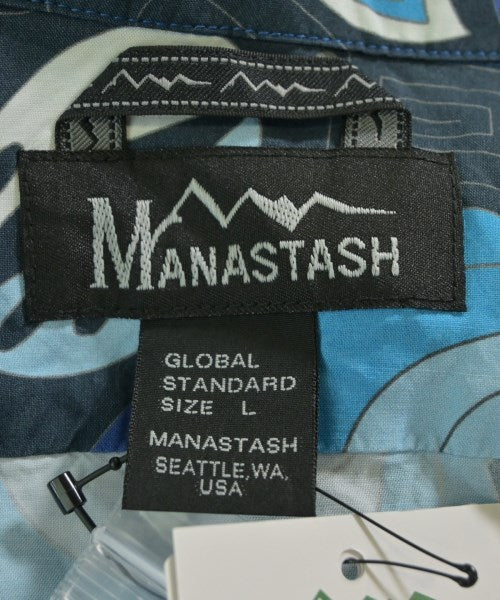 MANASTASH
GLOBAL
STANDARD
SIZE L
MANASTASH
SEATTLE,WA,
USA